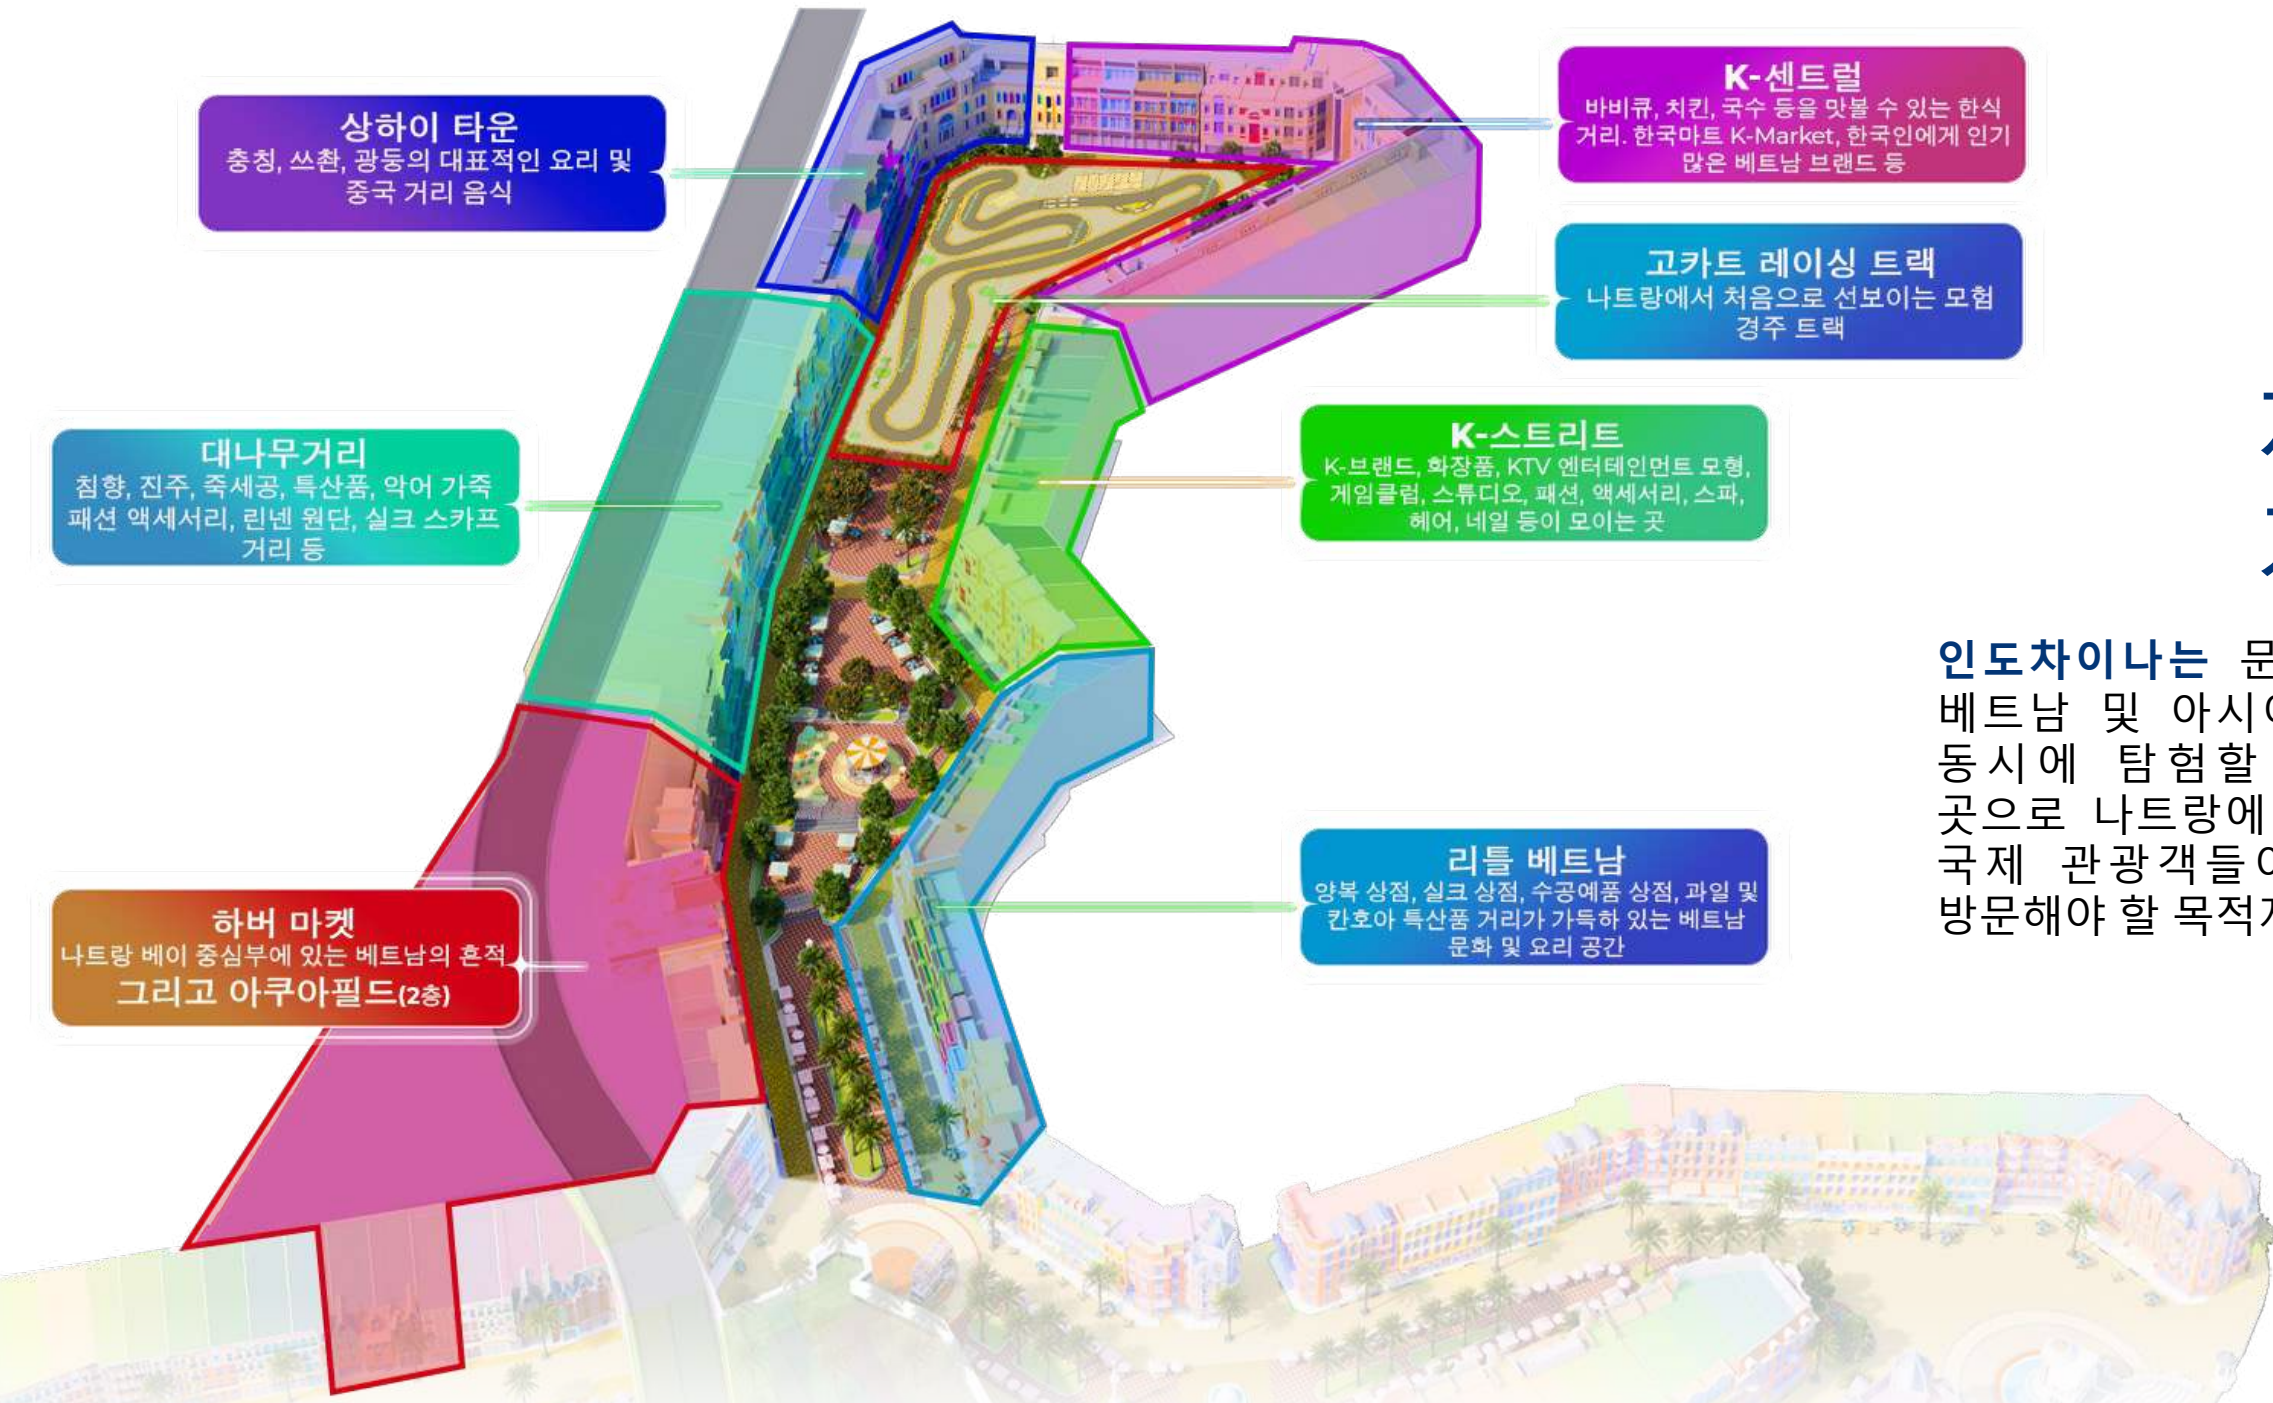 상하이 타운
충칭, 쓰촨, 광둥의 대표적인 요리 및
중국 거리 음식
K-센트럴
바비큐, 치킨, 국수 등을 맛볼 수 있는 한식
거리. 한국마트 K-Market, 한국인에게 인기
많은 베트남 브랜드 등
고카트 레이싱 트랙
나트랑에서 처음으로 선보이는 모험
경주 트랙
대나무거리
침향, 진주, 죽세공, 특산품, 악어 가죽
패션 액세서리, 린넨 원단, 실크 스카프
거리 등
K-스트리트
K-브랜드, 화장품, KTV 엔터테인먼트 모형,
게임클럽, 스튜디오, 패션, 액세서리, 스파,
헤어, 네일 등이 모이는 곳
인도차이나는
베트남 및
동시에 탐험할
곳으로 나트랑에
국제 관광객들이
방문해야 할
하버 마켓
나트랑 베이 중심부에 있는 베트남의 흔적
그리고 아쿠아필드(2층)
리틀 베트남
양복 상점, 실크 상점, 수공예품 상점, 과일 및
칸호아 특산품 거리가 가득하 있는 베트남
문화 및 요리 공간